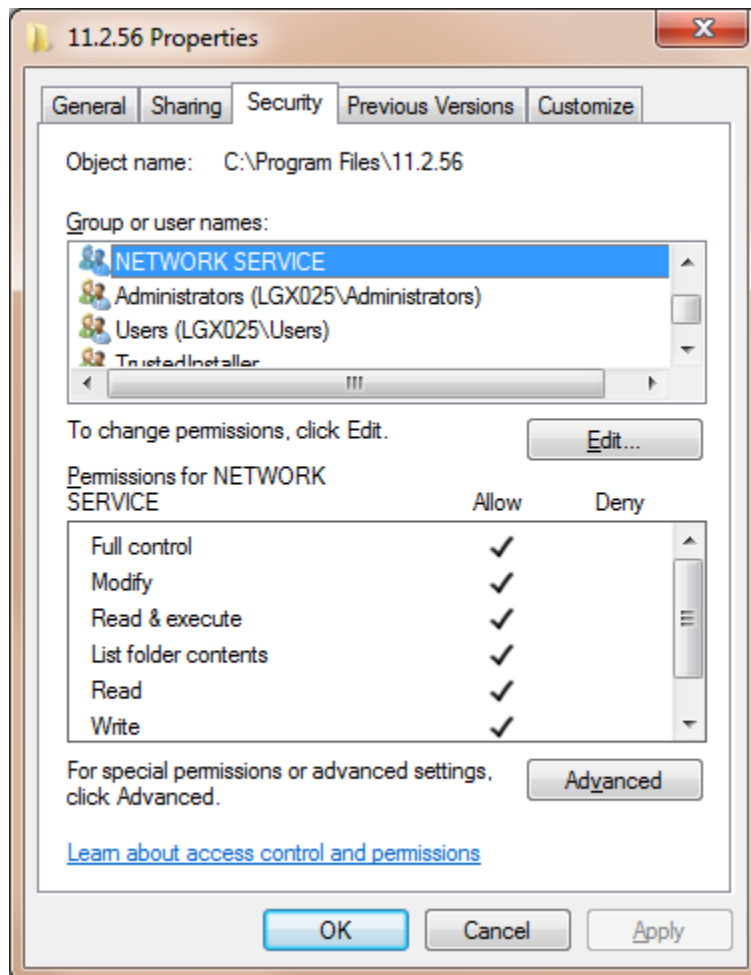 11.2.56 Properties
General Sharing Security Previous Versions Customize
Object name: C:\Program Files\11.2.56
Group or user names:
NETWORK SERVICE
Administrators (LGX025\Administrators)
Users (LGX025\Users)
TrustedInstaller
To change permissions, click Edit.
Edit...
Permissions for NETWORK
SERVICE Allow Deny
Full control
Modify
Read & execute
List folder contents
Read
Write
For special permissions or advanced settings,
click Advanced.
Advanced
Learn about access control and permissions
OK Cancel Apply